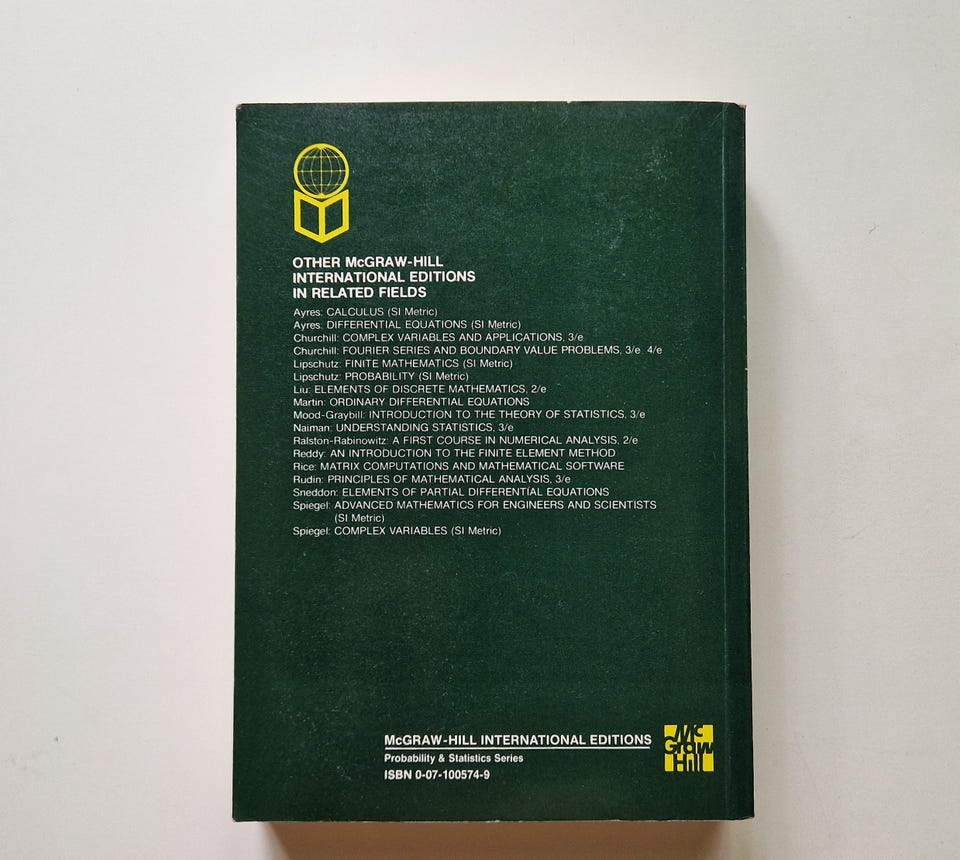 OTHER McGRAW-HILL
INTERNATIONAL EDITIONS
IN RELATED FIELDS
Ayres: CALCULUS (SI Metric)
Ayres: DIFFERENTIAL EQUATIONS (SI Metric)
Churchill: COMPLEX VARIABLES AND APPLICATIONS, 3/e
Churchill: FOURIER SERIES AND BOUNDARY VALUE PROBLEMS, 3/e 4/e
Lipschutz: FINITE MATHEMATICS (SI Metric)
Lipschutz: PROBABILITY (SI Metric)
Liu: ELEMENTS OF DISCRETE MATHEMATICS, 2/e
Martin: ORDINARY DIFFERENTIAL EQUATIONS
Mood-Graybill: INTRODUCTION TO THE THEORY OF STATISTICS, 3/e
Naiman: UNDERSTANDING STATISTICS, 3/e
Ralston-Rabinowitz: A FIRST COURSE IN NUMERICAL ANALYSIS, 2/e
Reddy: AN INTRODUCTION TO THE FINITE ELEMENT METHOD
Rice: MATRIX COMPUTATIONS AND MATHEMATICAL SOFTWARE
Rudin: PRINCIPLES OF MATHEMATICAL ANALYSIS, 3/e
Sneddon: ELEMENTS OF PARTIAL DIFFERENTIAL EQUATIONS
Spiegel: ADVANCED MATHEMATICS FOR ENGINEERS AND SCIENTISTS
(SI Metric)
Spiegel: COMPLEX VARIABLES (SI Metric)
McGRAW-HILL INTERNATIONAL EDITIONS
Probability & Statistics Series
ISBN 0-07-100574-9
Mc
Graw
Hill